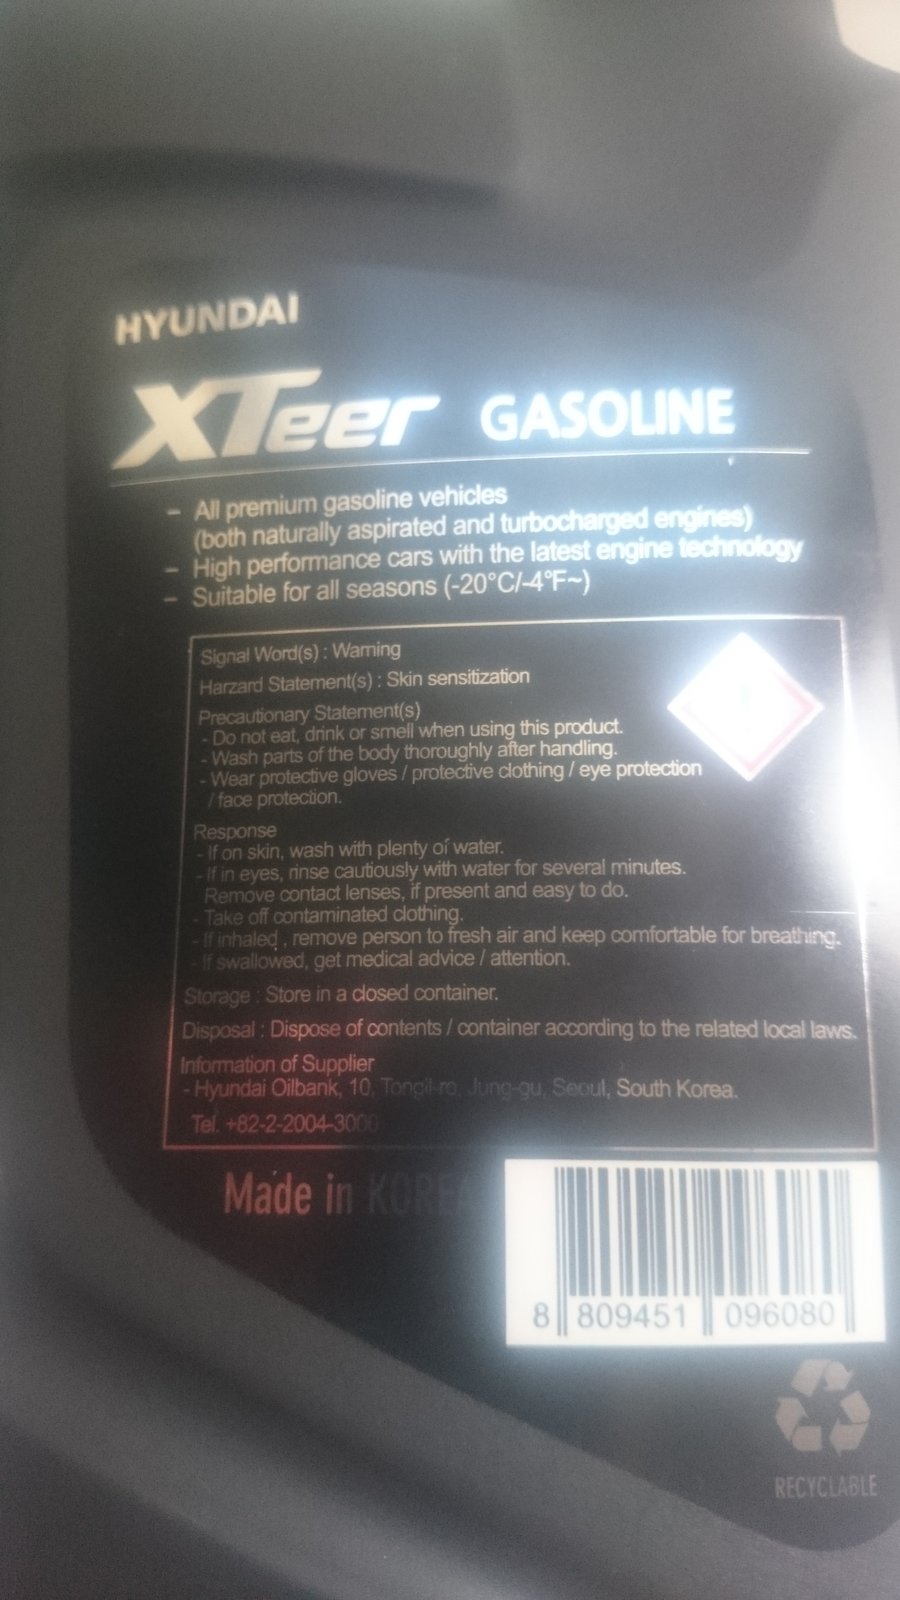 HYUNDAI
XTeer GASOLINE
- All premium gasoline vehicles
(both naturally aspirated and turbocharged engines)
- High performance cars with the latest engine technology
- Suitable for all seasons (-20°C/-4°F~)
Signal Word(s) : Warning
Harzard Statement(s) : Skin sensitization
Precautionary Statement(s)
- Do not eat, drink or smell when using this product.
- Wash parts of the body thoroughly after handling.
- Wear protective gloves / protective clothing / eye protection
/ face protection.
Response
- If on skin, wash with plenty of water.
- If in eyes, rinse cautiously with water for several minutes.
Remove contact lenses, if present and easy to do.
- Take off contaminated clothing.
- If inhaled , remove person to fresh air and keep comfortable for breathing.
- If swallowed, get medical advice / attention.
Storage : Store in a closed container.
Disposal : Dispose of contents / container according to the related local laws.
Information of Supplier
- Hyundai Oilbank, 10, Tongil-ro, Jung-gu, Seoul, South Korea.
Tel. +82-2-2004-3000
Made in KOREA
8 809451 096080
RECYCLABLE